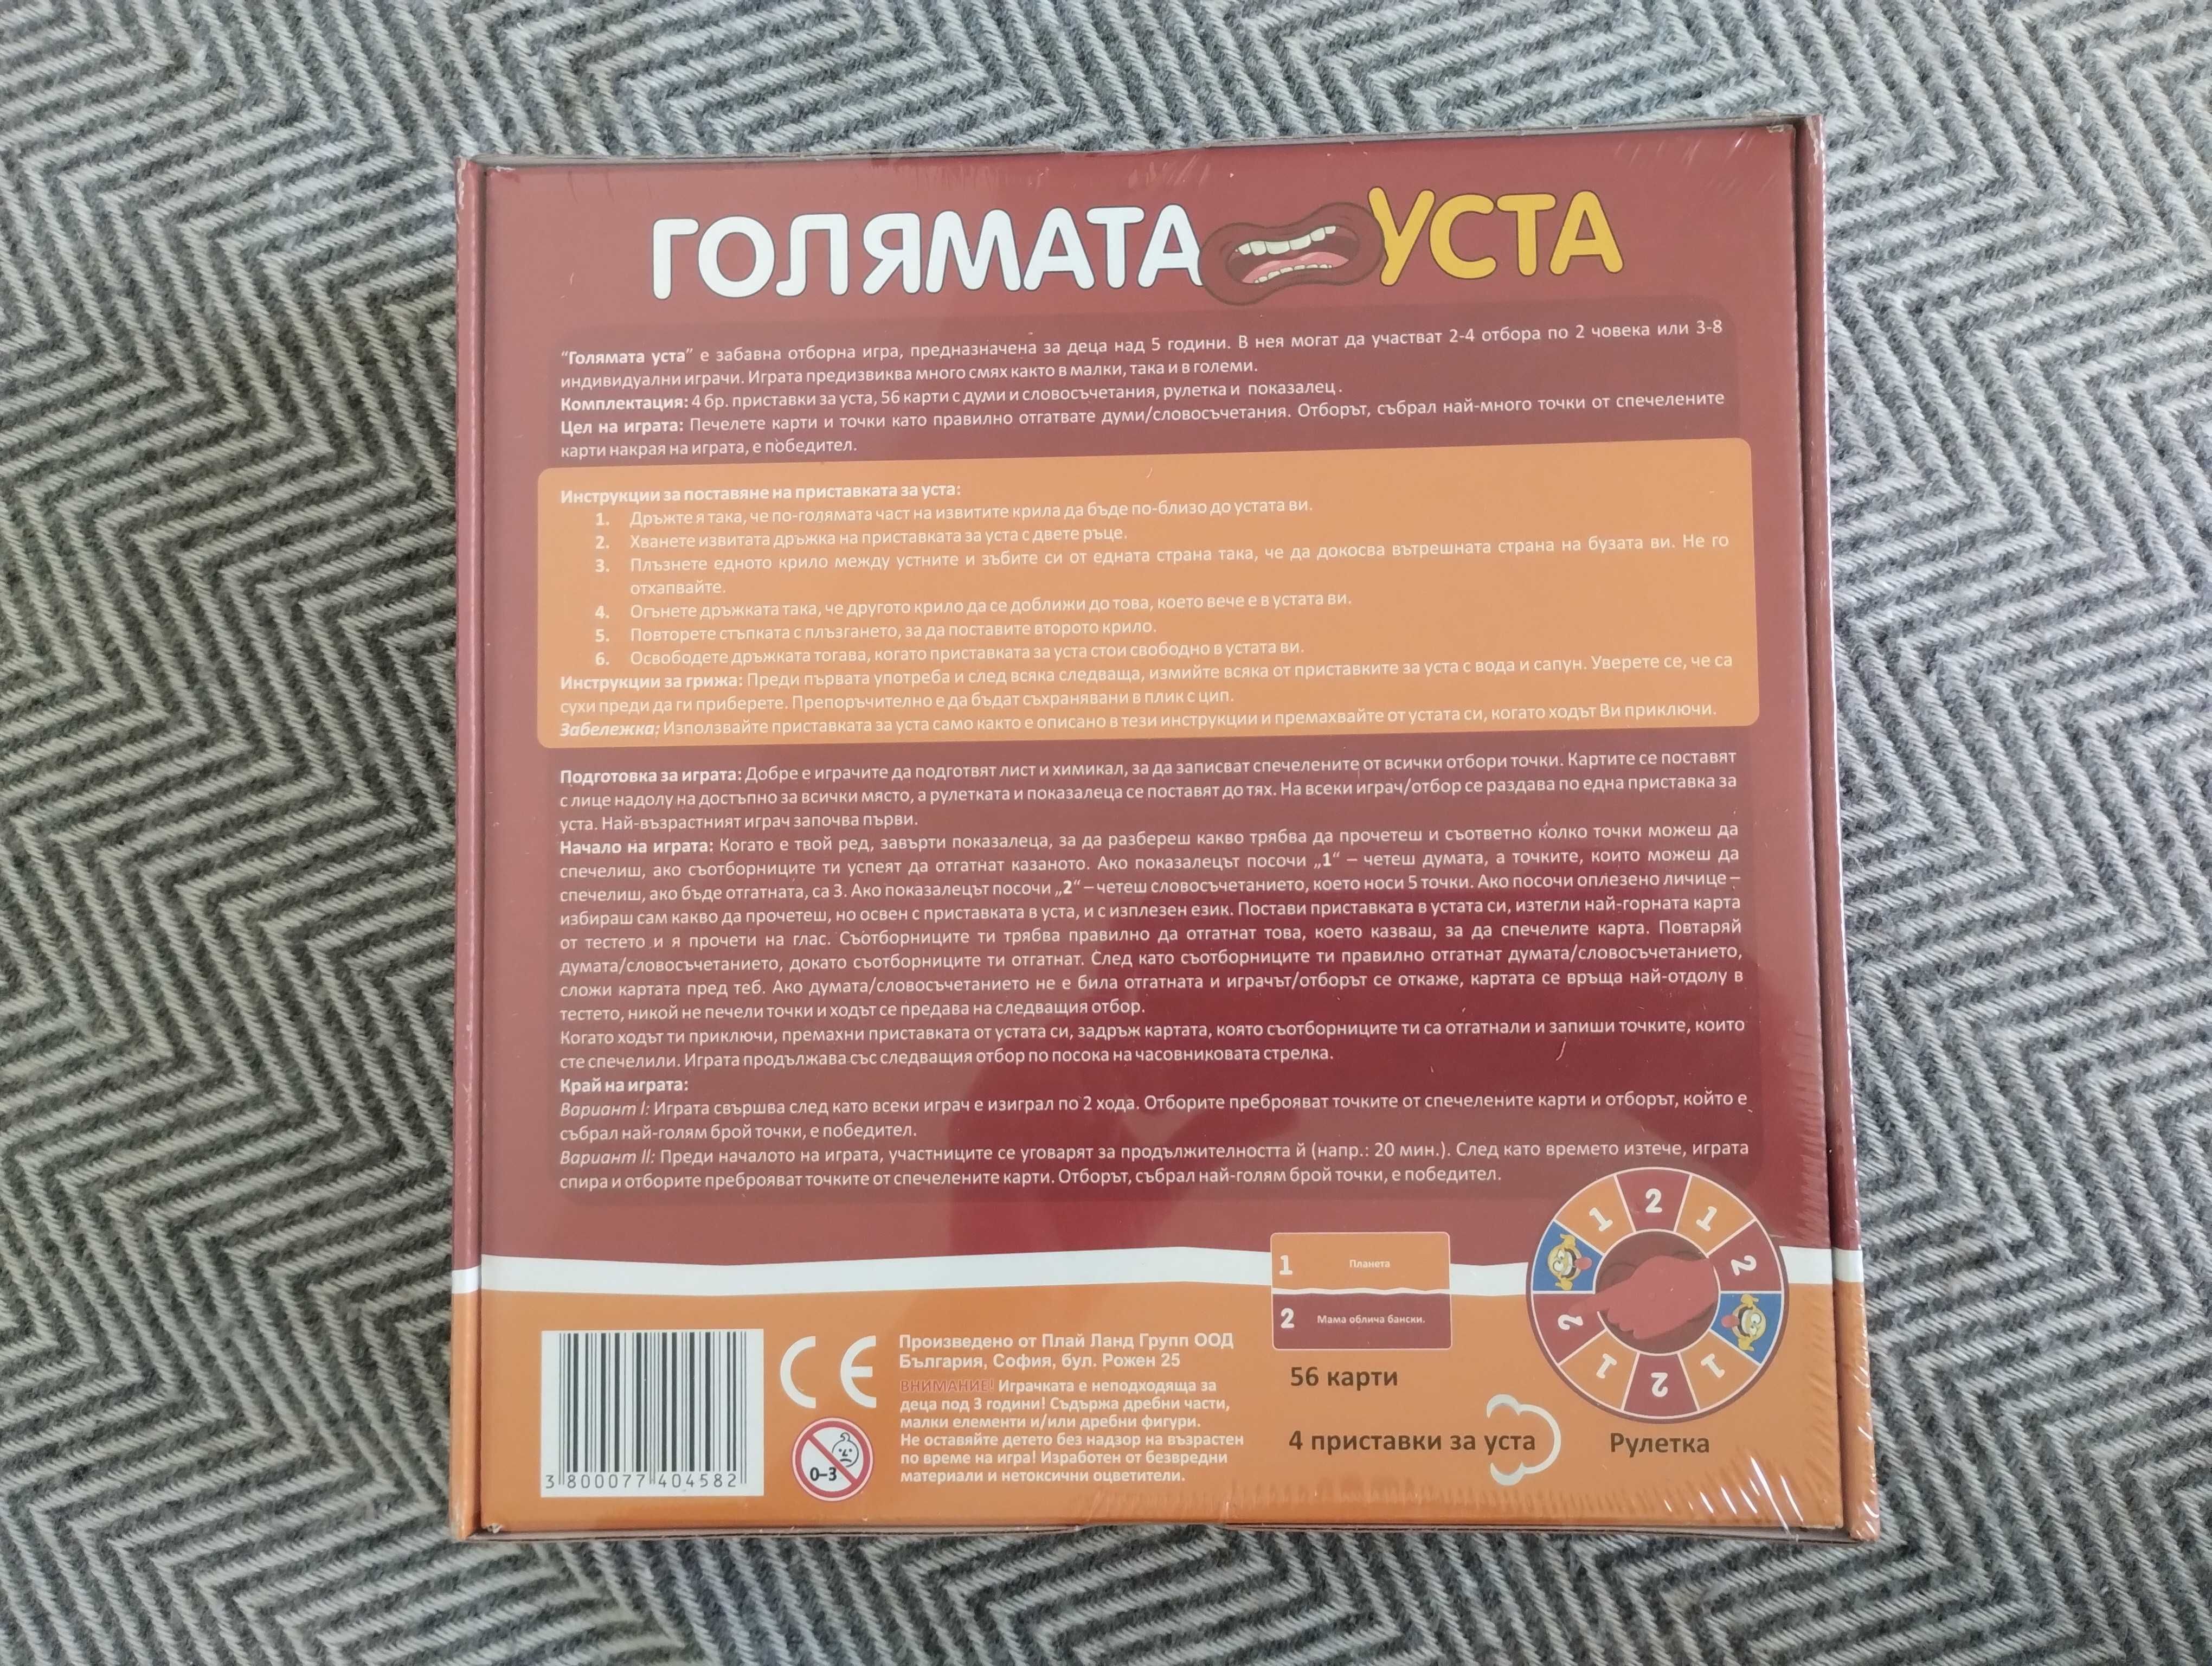 ГОЛЯМАТА УСТА
“Голямата уста” е забавна отборна игра, предназначена за деца над 5 години. В нея могат да участват 2-4 отбора по 2 човека или 3-8
индивидуални играчи. Играта предизвиква много смях както в малки, така и в големи.
Комплектация: 4 бр. приставки за уста, 56 карти с думи и словосъчетания, рулетка и показалец.
Цел на играта: Печелете карти и точки като правилно отгатвате думи/словосъчетания. Отборът, събрал най-много точки от спечелените
карти накрая на играта, е победител.
Инструкции за поставяне на приставката за уста:
1. Дръжте я така, че по-голямата част на извитите крила да бъде по-близо до устата ви.
2. Хванете извитата дръжка на приставката за уста с двете ръце.
3. Плъзнете едното крило между устните и зъбите си от едната страна така, че да докосва вътрешната страна на бузата ви. Не го
отхапвайте.
4. Огънете дръжката така, че другото крило да се доближи до това, което вече е в устата ви.
5. Повторете стъпката с плъзгането, за да поставите второто крило.
6. Освободете дръжката тогава, когато приставката за уста стои свободно в устата ви.
Инструкции за грижа: Преди първата употреба и след всяка следваща, измийте всяка от приставките за уста с вода и сапун. Уверете се, че са
сухи преди да ги приберете. Препоръчително е да бъдат съхранявани в плик с цип.
Забележка: Използвайте приставката за уста само както е описано в тези инструкции и премахвайте от устата си, когато ходът Ви приключи.
Подготовка за играта: Добре е играчите да подготвят лист и химикал, за да записват спечелените от всички отбори точки. Картите се поставят
с лице надолу на достъпно за всички място, а рулетката и показалеца се поставят до тях. На всеки играч/отбор се раздава по една приставка за
уста. Най-възрастният играч започва първи.
Начало на играта: Когато е твой ред, завърти показалеца, за да разбереш какво трябва да прочетеш и съответно колко точки можеш да
спечелиш, ако съотборниците ти успеят да отгатнат казаното. Ако показалецът посочи „1“ – четеш думата, а точките, които можеш да
спечелиш, ако бъде отгатната, са 3. Ако показалецът посочи „2“ – четеш словосъчетанието, което носи 5 точки. Ако посочи оплезено личице –
избираш сам какво да прочетеш, но освен с приставката в уста, и с изплезен език. Постави приставката в устата си, изтегли най-горната карта
от тестето и я прочети на глас. Съотборниците ти трябва правилно да отгатнат това, което казваш, за да спечелите карта. Повтаряй
думата/словосъчетанието, докато съотборниците ти отгатнат. След като съотборниците ти правилно отгатнат думата/словосъчетанието,
сложи картата пред теб. Ако думата/словосъчетанието не е била отгатната и играчът/отборът се откаже, картата се връща най-отдолу в
тестето, никой не печели точки и ходът се предава на следващия отбор.
Когато ходът ти приключи, премахни приставката от устата си, задръж картата, която съотборниците ти са отгатнали и запиши точките, които
сте спечелили. Играта продължава със следващия отбор по посока на часовниковата стрелка.
Край на играта:
Вариант I: Играта свършва след като всеки играч е изиграл по 2 хода. Отборите преброяват точките от спечелените карти и отборът, който е
събрал най-голям брой точки, е победител.
Вариант II: Преди началото на играта, участниците се уговарят за продължителността й (напр.: 20 мин.). След като времето изтече, играта
спира и отборите преброяват точките от спечелените карти. Отборът, събрал най-голям брой точки, е победител.
3 800077 404582
CE
0-3
Произведено от Плай Ланд Групп ООД
България, София, бул. Рожен 25
ВНИМАНИЕ! Играчката е неподходяща за
деца под 3 години! Съдържа дребни части,
малки елементи и/или дребни фигури.
Не оставяйте детето без надзор на възрастен
по време на игра! Изработен от безвредни
материали и нетоксични оцветители.
1 Планета
2 Мама облича бански.
56 карти
4 приставки за уста
1 2 1 2 1 2 1 2
Рулетка